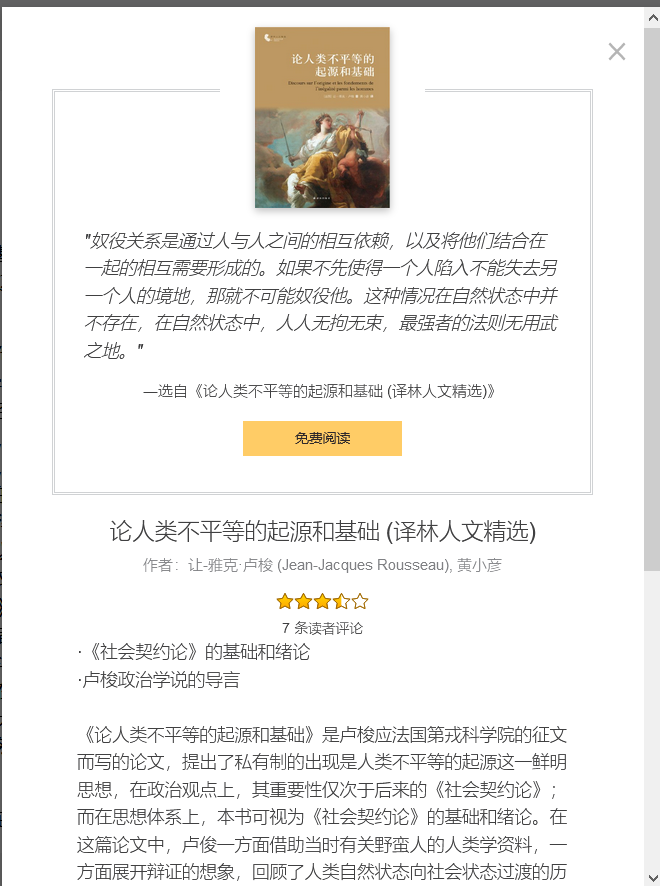 论人类不平等的
起源和基础
Discours sur l'origine et les fondements de
l'inégalité parmi les hommes
"奴役关系是通过人与人之间的相互依赖，以及将他们结合在
一起的相互需要形成的。如果不先使得一个人陷入不能失去另
一个人的境地，那就不可能奴役他。这种情况在自然状态中并
不存在，在自然状态中，人人无拘无束，最强者的法则无用武
之地。"
—选自《论人类不平等的起源和基础 (译林人文精选)》
免费阅读
论人类不平等的起源和基础 (译林人文精选)
作者：让-雅克·卢梭 (Jean-Jacques Rousseau), 黄小彦
7 条读者评论
·《社会契约论》的基础和绪论
·卢梭政治学说的导言
《论人类不平等的起源和基础》是卢梭应法国第戎科学院的征文
而写的论文，提出了私有制的出现是人类不平等的起源这一鲜明
思想，在政治观点上，其重要性仅次于后来的《社会契约论》；
而在思想体系上，本书可视为《社会契约论》的基础和绪论。在
这篇论文中，卢俊一方面借助当时有关野蛮人的人类学资料，一
方面展开辩证的想象，回顾了人类自然状态向社会状态过渡的历